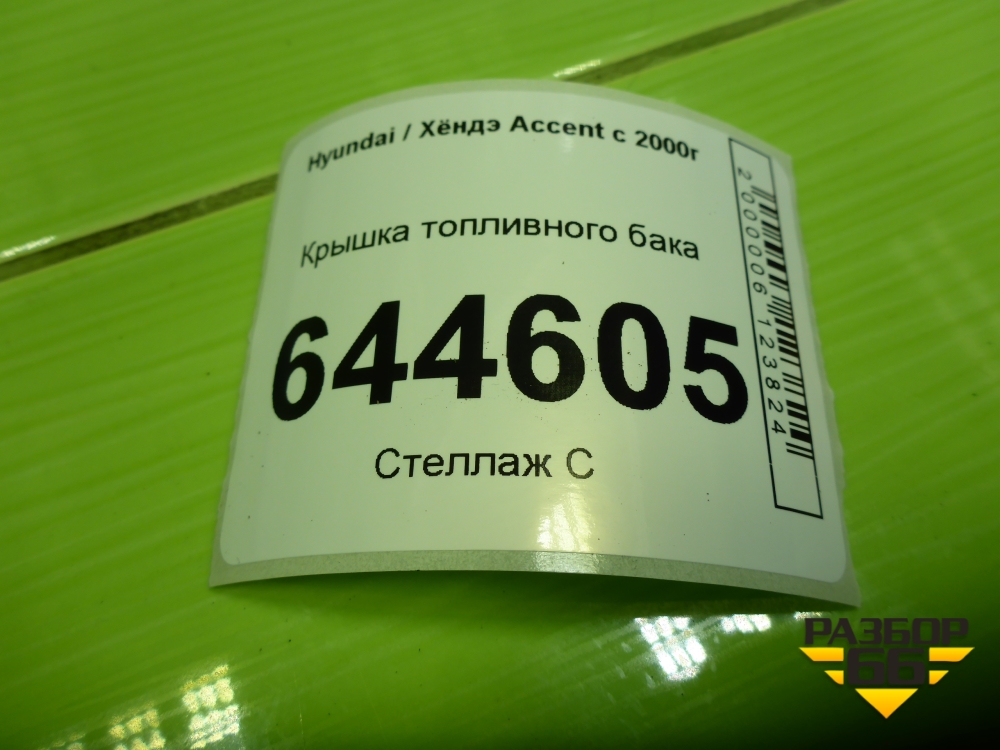 Hyundai / Хёндэ Accent с 2000г
Крышка топливного бака
644605
Стеллаж С
2000006123824
РАЗБОР
66